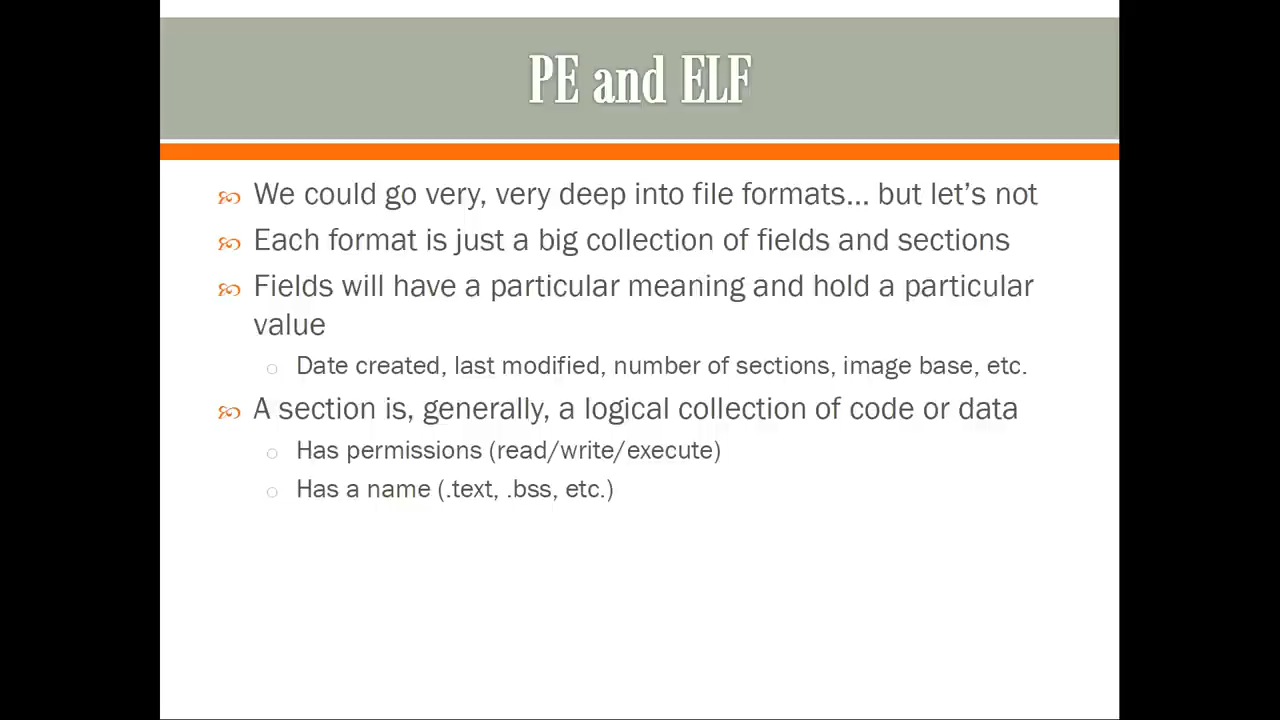 PE and ELF
We could go very, very deep into file formats... but let's not
Each format is just a big collection of fields and sections
Fields will have a particular meaning and hold a particular
value
Date created, last modified, number of sections, image base, etc.
A section is, generally, a logical collection of code or data
Has permissions (read/write/execute)
Has a name (.text, .bss, etc.)